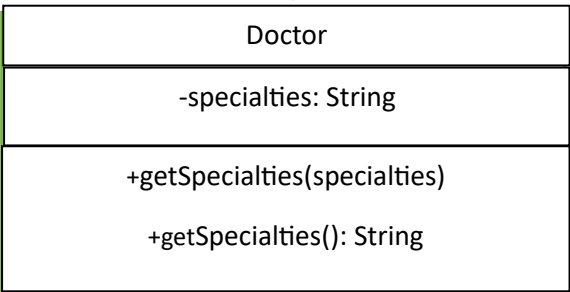 Doctor
-specialties: String
+getSpecialties(specialties)
+getSpecialties(): String